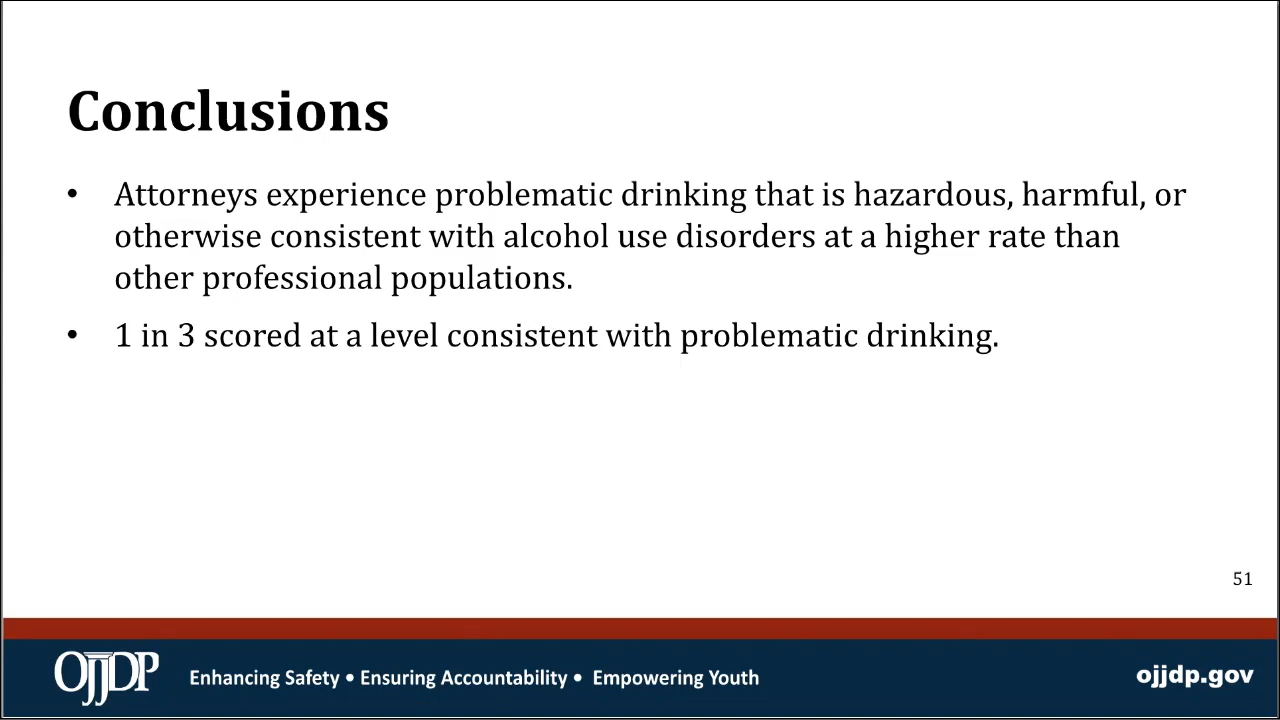 Conclusions
• Attorneys experience problematic drinking that is hazardous, harmful, or
otherwise consistent with alcohol use disorders at a higher rate than
other professional populations.
• 1 in 3 scored at a level consistent with problematic drinking.
51
OJJDP Enhancing Safety • Ensuring Accountability • Empowering Youth ojjdp.gov